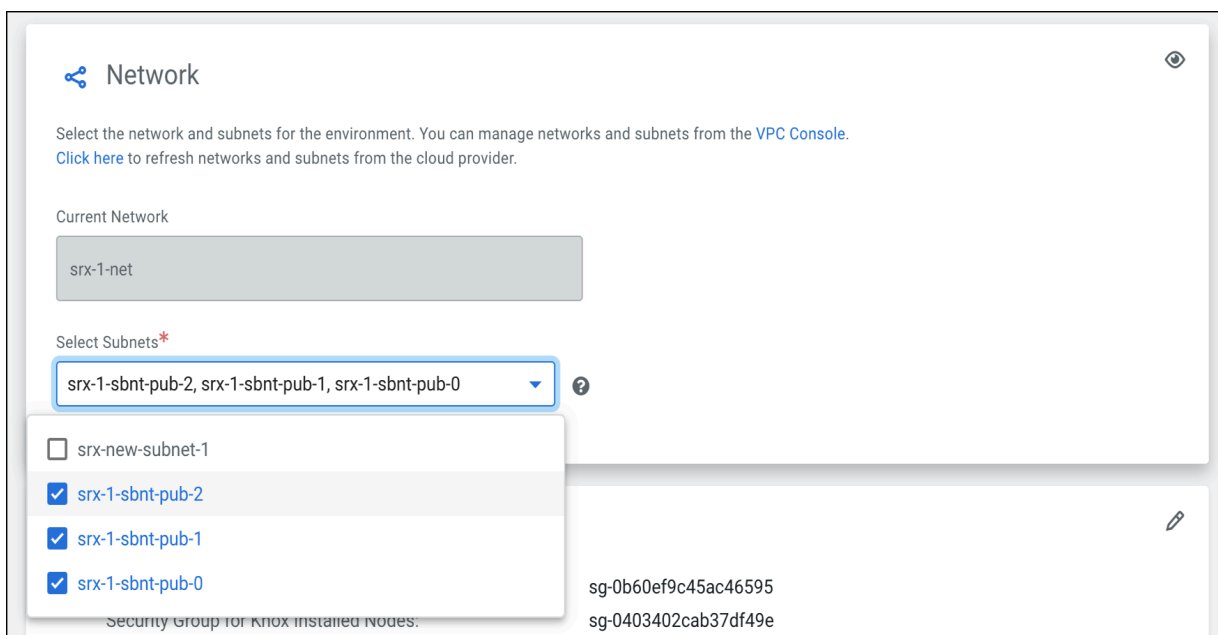 Network
Select the network and subnets for the environment. You can manage networks and subnets from the VPC Console.
Click here to refresh networks and subnets from the cloud provider.
Current Network
srx-1-net
Select Subnets*
srx-1-sbnt-pub-2, srx-1-sbnt-pub-1, srx-1-sbnt-pub-0
srx-new-subnet-1
srx-1-sbnt-pub-2
srx-1-sbnt-pub-1
srx-1-sbnt-pub-0
sg-0b60ef9c45ac46595
Security Group for Knox Installed Nodes: sg-0403402cab37df49e